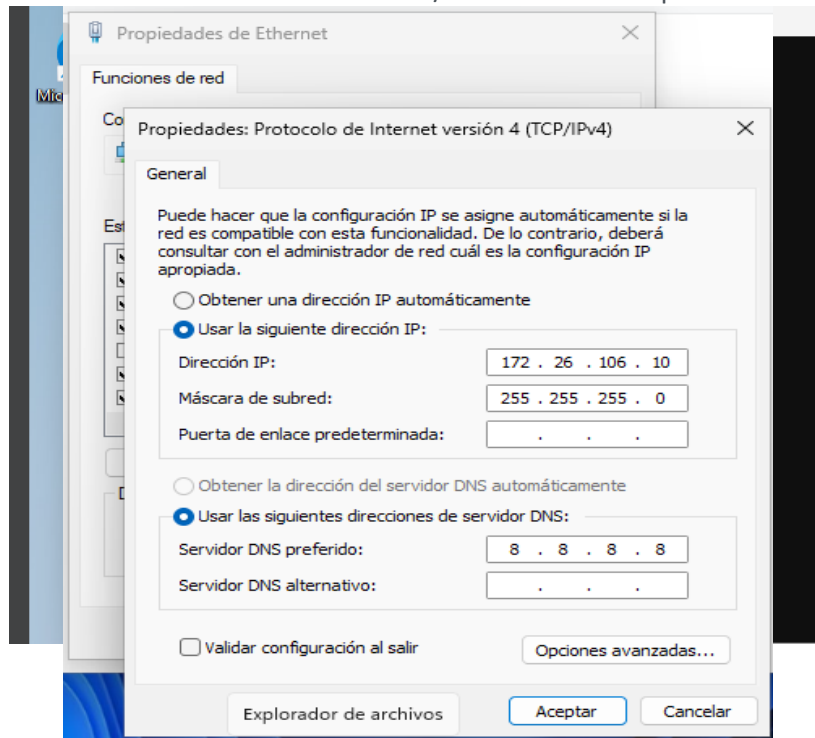 Propiedades de Ethernet
Funciones de red
Propiedades: Protocolo de Internet versión 4 (TCP/IPv4)
General
Puede hacer que la configuración IP se asigne automáticamente si la
red es compatible con esta funcionalidad. De lo contrario, deberá
consultar con el administrador de red cuál es la configuración IP
apropiada.
Obtener una dirección IP automáticamente
Usar la siguiente dirección IP:
Dirección IP: 172 . 26 . 106 . 10
Máscara de subred: 255 . 255 . 255 . 0
Puerta de enlace predeterminada: . . .
Obtener la dirección del servidor DNS automáticamente
Usar las siguientes direcciones de servidor DNS:
Servidor DNS preferido: 8 . 8 . 8 . 8
Servidor DNS alternativo: . . .
Validar configuración al salir
Opciones avanzadas...
Explorador de archivos
Aceptar
Cancelar